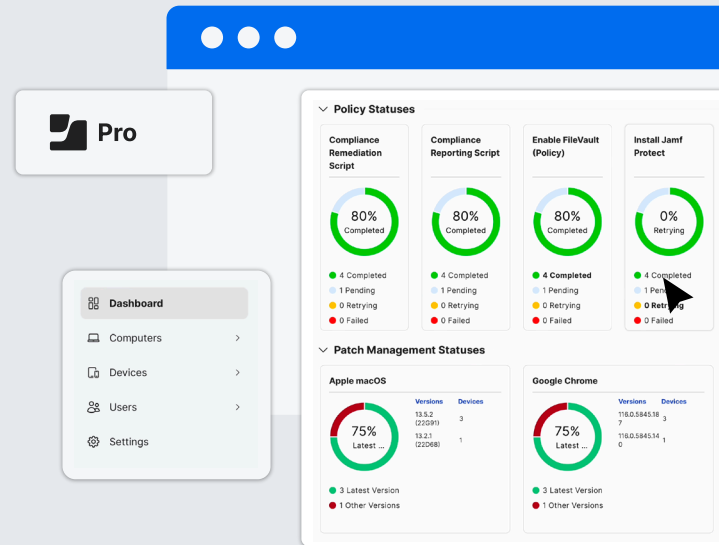 Pro
Dashboard
Computers
Devices
Users
Settings
Policy Statuses
Compliance
Remediation
Script
80%
Completed
4 Completed
1 Pending
0 Retrying
0 Failed
Compliance
Reporting Script
80%
Completed
4 Completed
1 Pending
0 Retrying
0 Failed
Enable FileVault
(Policy)
80%
Completed
4 Completed
1 Pending
0 Retrying
0 Failed
Install Jamf
Protect
0%
Retrying
4 Completed
1
0
0 Failed
Patch Management Statuses
Apple macOS
75%
Latest ...
Versions Devices
13.5.2
(22G91) 3
13.2.1
(22D68) 1
3 Latest Version
1 Other Versions
Google Chrome
75%
Latest ...
Versions Devices
116.0.5845.18
7 3
116.0.5845.14
0 1
3 Latest Version
1 Other Versions